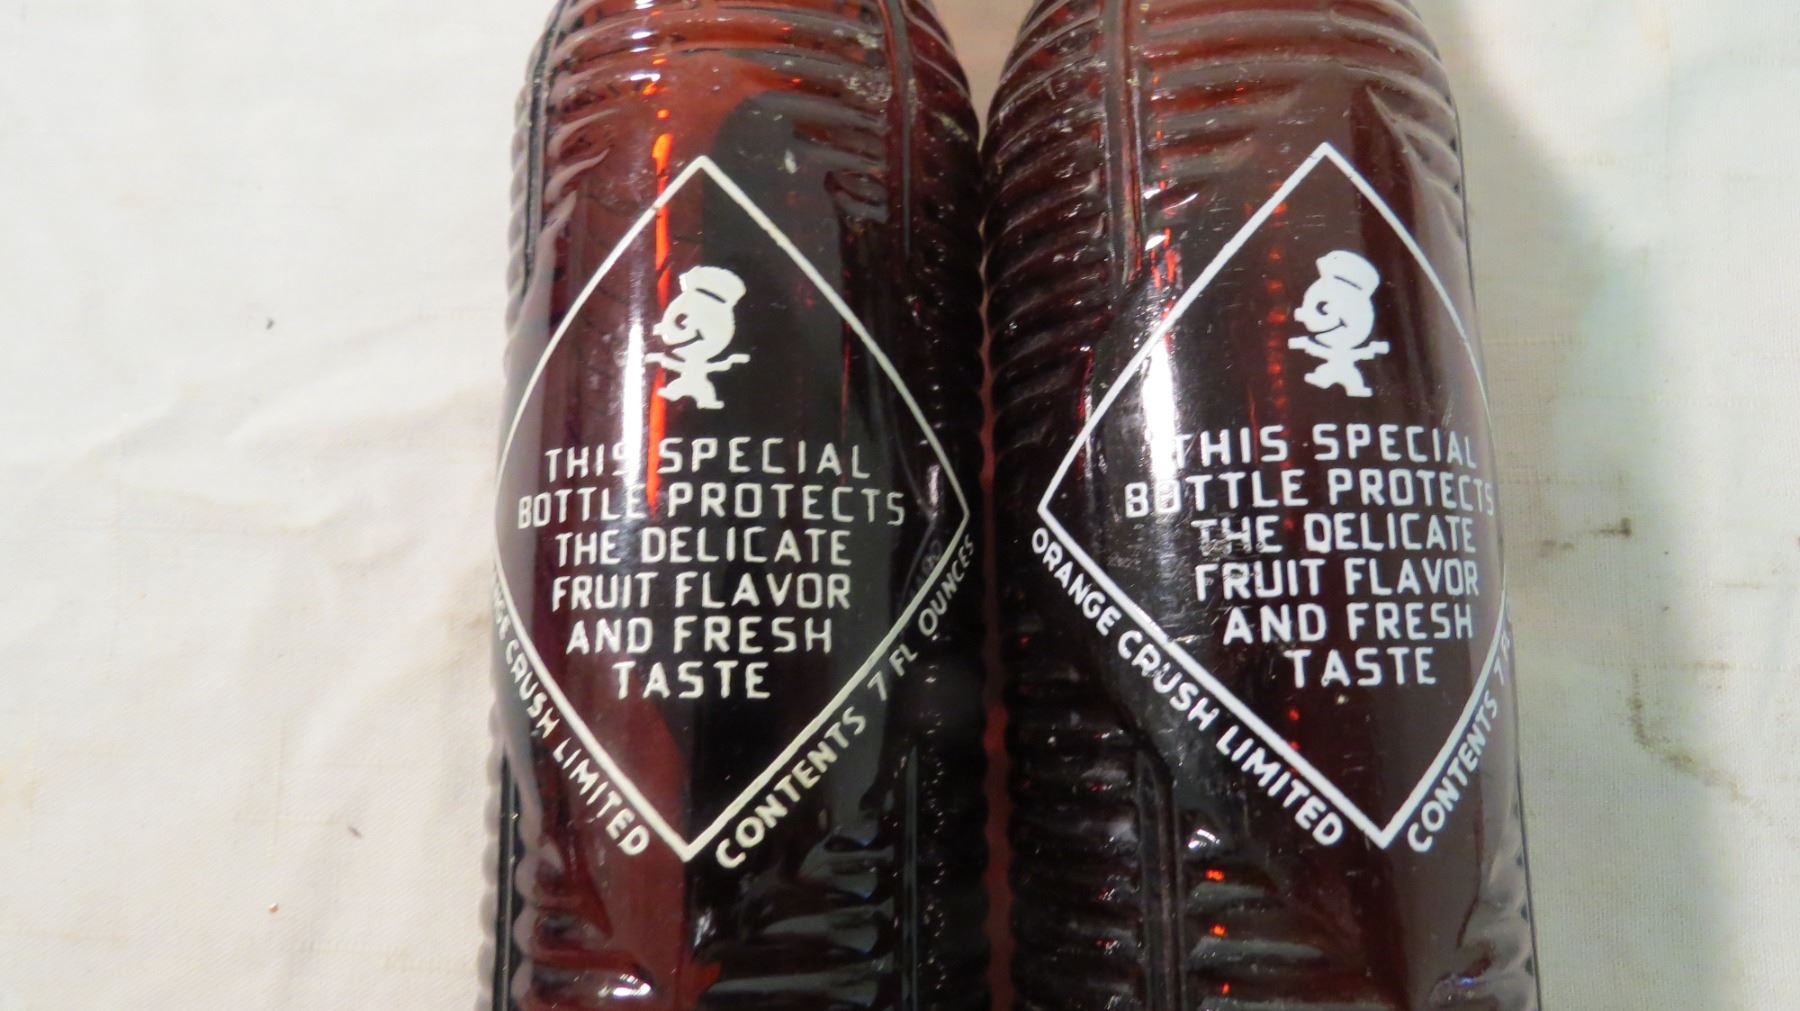 THIS SPECIAL
BOTTLE PROTECTS
THE DELICATE
FRUIT FLAVOR
AND FRESH
TASTE
CRUSH LIMITED
CONTENTS 7 FL OUNCES
THIS SPECIAL
BOTTLE PROTECTS
THE DELICATE
FRUIT FLAVOR
AND FRESH
TASTE
ORANGE CRUSH LIMITED
CONTENTS 7